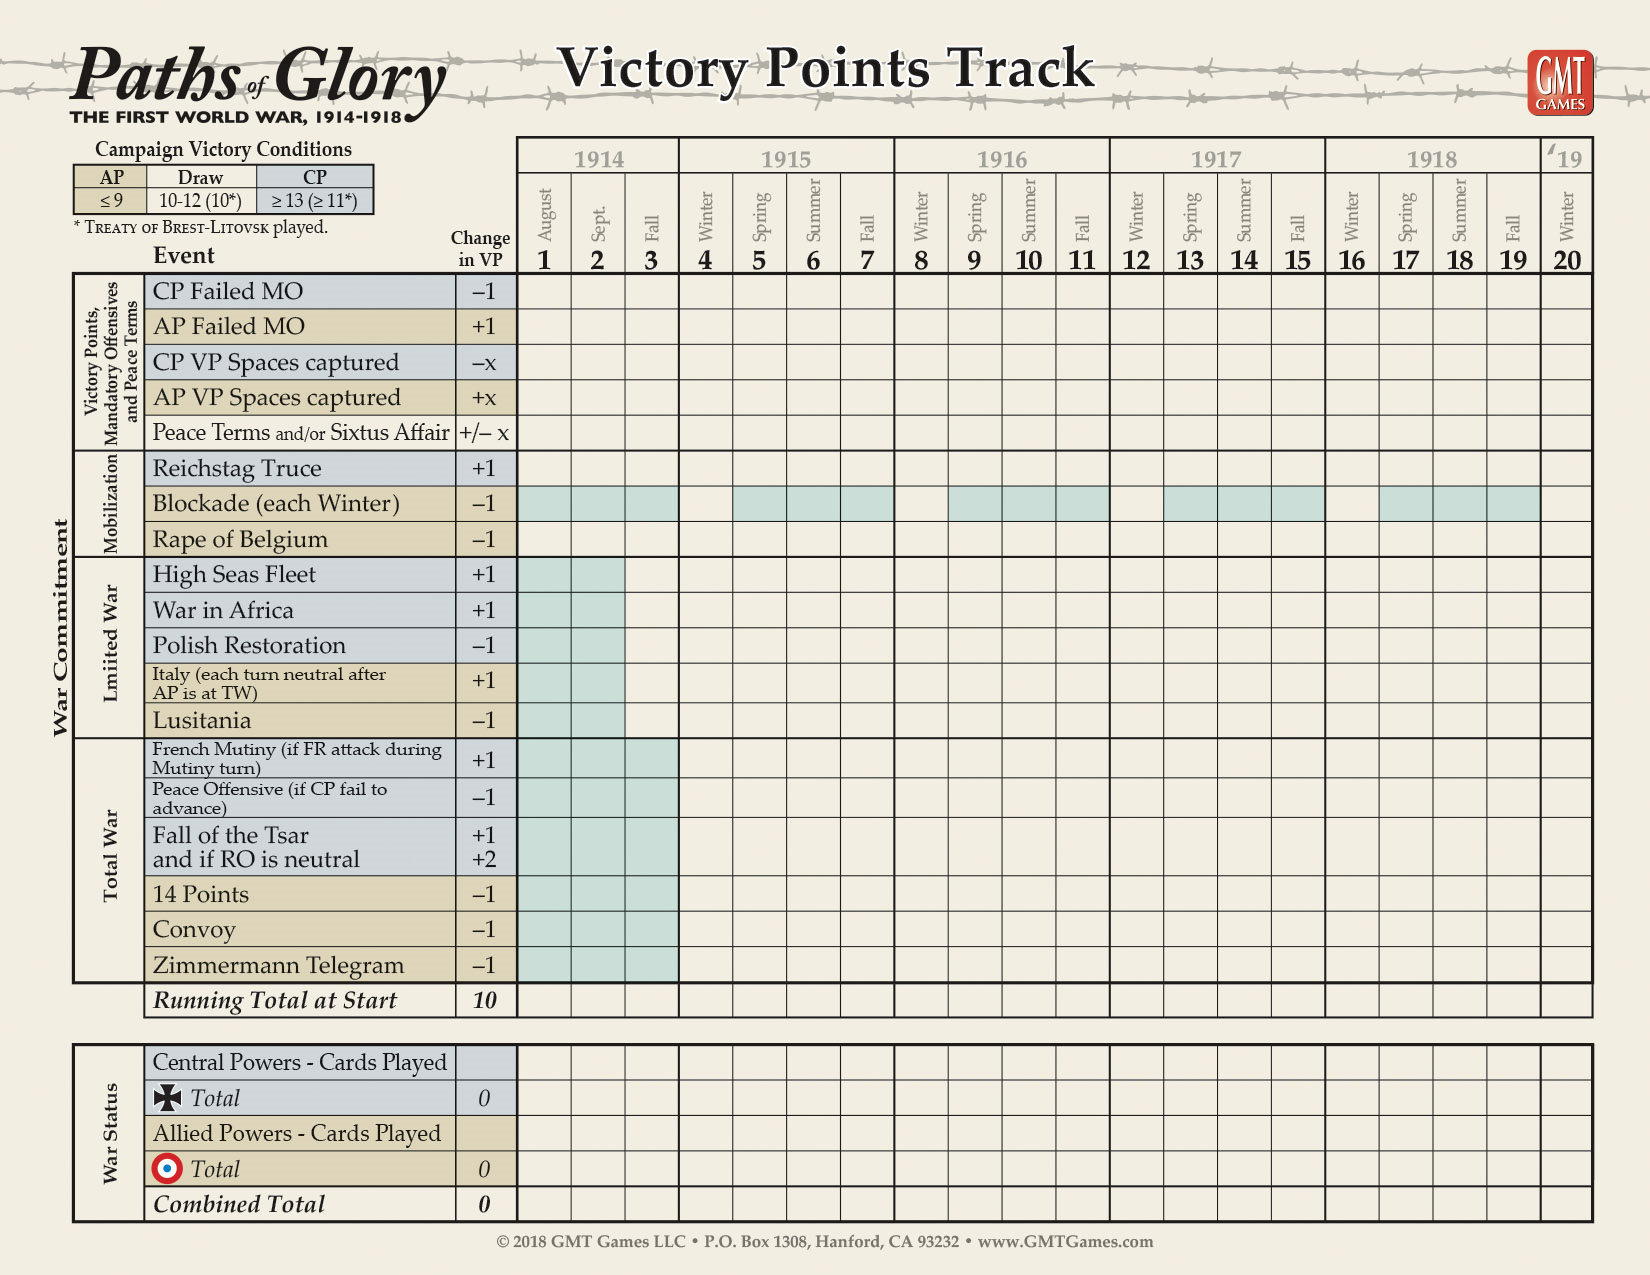 Paths of Glory
THE FIRST WORLD WAR, 1914-1918
Victory Points Track
GMT
GAMES
Campaign Victory Conditions
AP Draw CP
≤ 9 10-12 (10*) ≥ 13 (≥ 11*)
* TREATY OF BREST-LITOVSK played.
Event
Change
in VP
1914 1915 1916 1917 1918 ‘19
August Sept. Fall Winter Spring Summer Fall Winter Spring Summer Fall Winter Spring Summer Fall Winter Spring Summer Fall Winter
1 2 3 4 5 6 7 8 9 10 11 12 13 14 15 16 17 18 19 20
War Commitment
Victory Points,
Mandatory Offensives
and Peace Terms
CP Failed MO –1
AP Failed MO +1
CP VP Spaces captured –x
AP VP Spaces captured +x
Peace Terms and/or Sixtus Affair +/– x
Mobilization
Reichstag Truce +1
Blockade (each Winter) –1
Rape of Belgium –1
Lmiited War
High Seas Fleet +1
War in Africa +1
Polish Restoration –1
Italy (each turn neutral after
AP is at TW) +1
Lusitania –1
Total War
French Mutiny (if FR attack during
Mutiny turn) +1
Peace Offensive (if CP fail to
advance) –1
Fall of the Tsar +1
and if RO is neutral +2
14 Points –1
Convoy –1
Zimmermann Telegram –1
Running Total at Start 10
War Status
Central Powers - Cards Played
Total 0
Allied Powers - Cards Played
Total 0
Combined Total 0
© 2018 GMT Games LLC • P.O. Box 1308, Hanford, CA 93232 • www.GMTGames.com